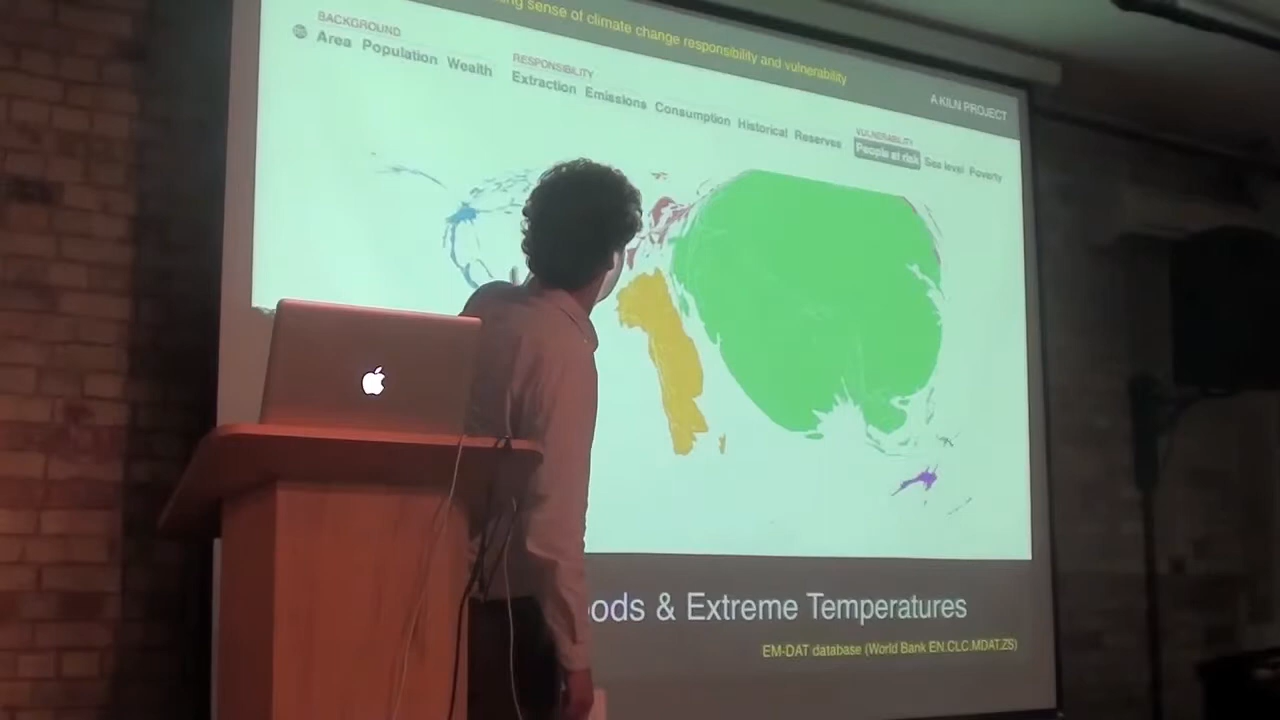 sense of climate change responsibility and vulnerability
A KILN PROJECT
BACKGROUND
Area Population Wealth
RESPONSIBILITY
Extraction Emissions Consumption Historical Reserves
VULNERABILITY
People at risk Sea level Poverty
oods & Extreme Temperatures
EM-DAT database (World Bank EN.CLC.MDAT.ZS)